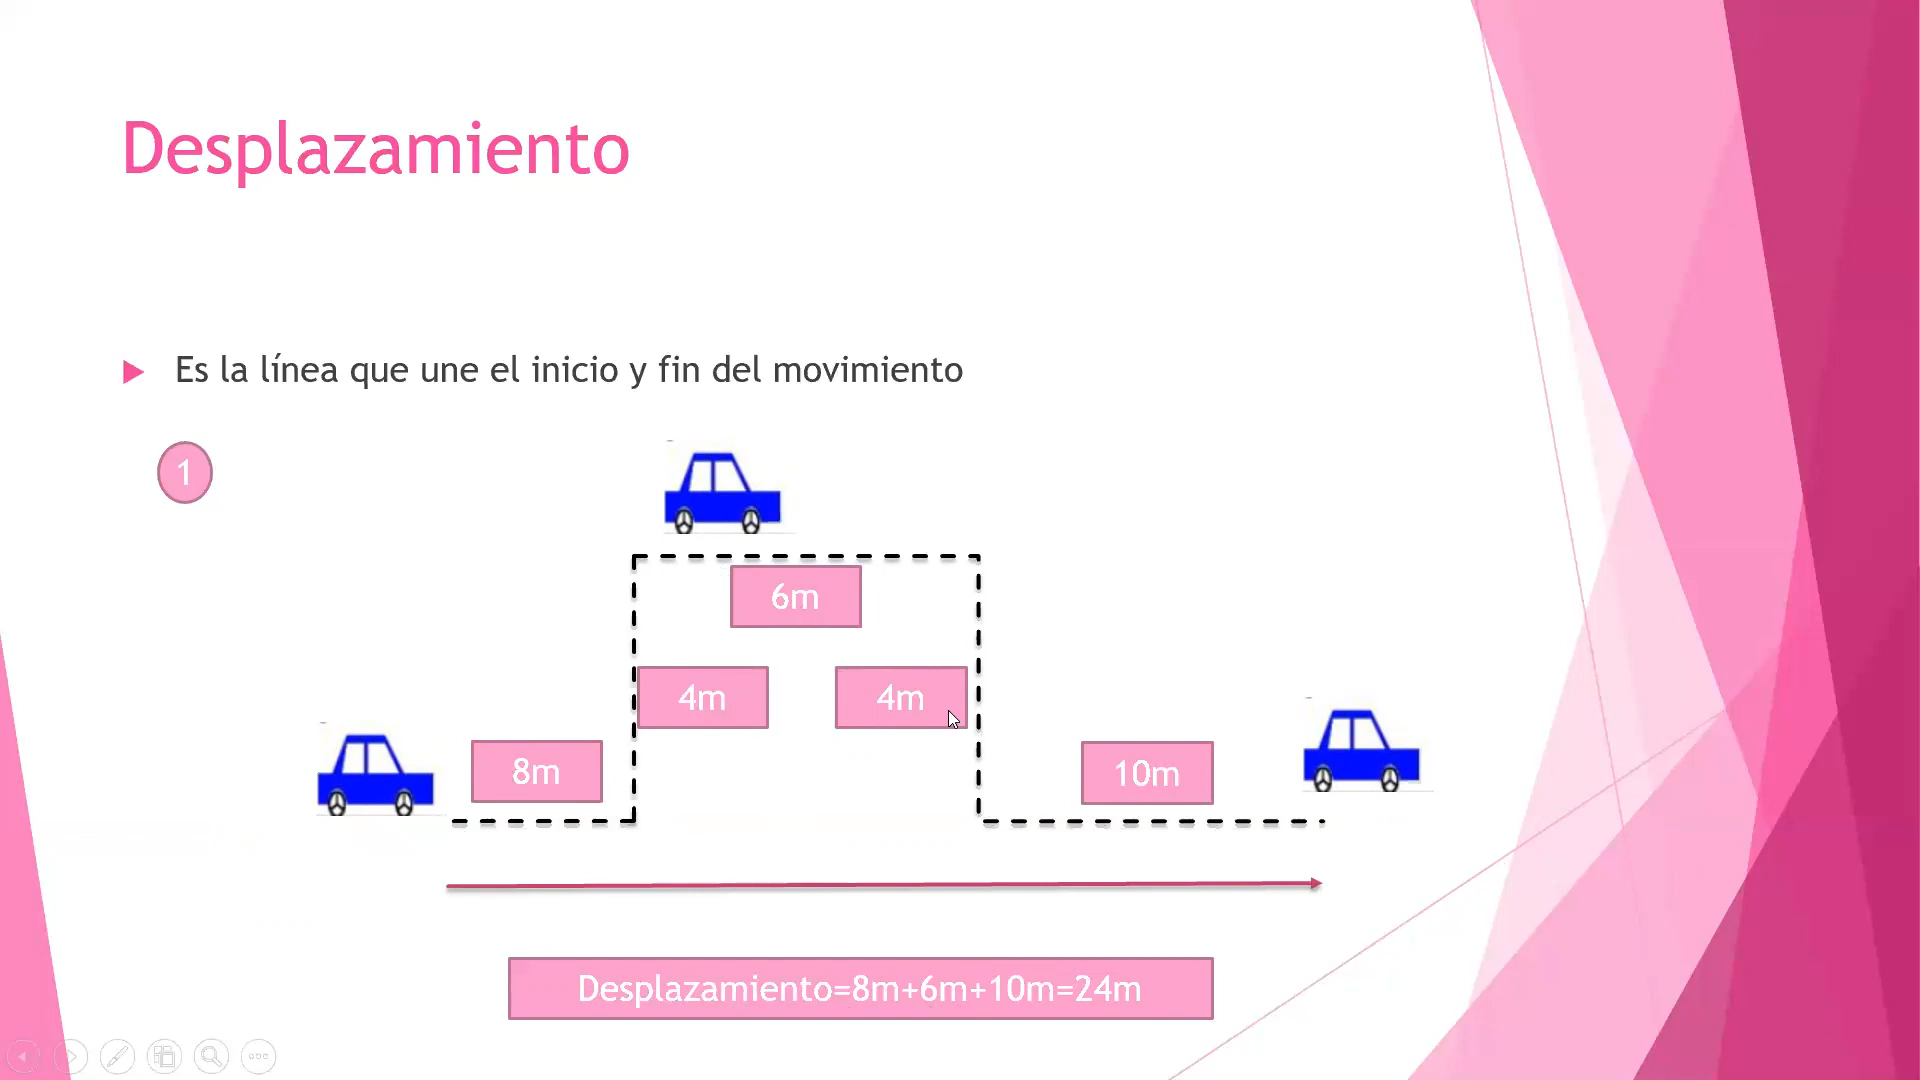 Desplazamiento
Es la línea que une el inicio y fin del movimiento
1
6m
4m
4m
8m
10m
Desplazamiento=8m+6m+10m=24m